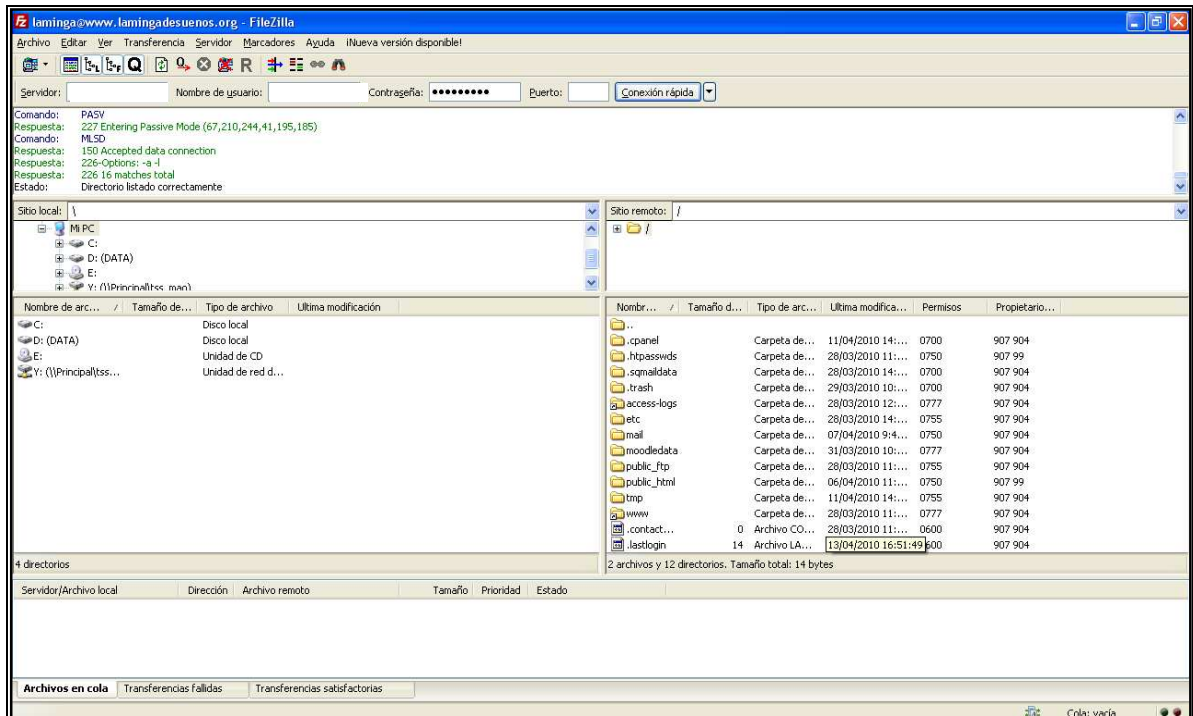 laminga@www.lamingadesuenos.org - FileZilla
Archivo Editar Ver Transferencia Servidor Marcadores Ayuda ¡Nueva versión disponible!
Servidor: Nombre de usuario: Contraseña: ●●●●●●●●● Puerto: Conexión rápida
Comando: PASV
Respuesta: 227 Entering Passive Mode (67,210,244,41,195,185)
Comando: MLSD
Respuesta: 150 Accepted data connection
Respuesta: 226-Options: -a -l
Respuesta: 226 16 matches total
Estado: Directorio listado correctamente
Sitio local: \
Mi PC
C:
D: (DATA)
E:
Y: (\\Principal\tss_mao)
Sitio remoto: /
/
Nombre de arc... / Tamaño de... Tipo de archivo Ultima modificación
C: Disco local
D: (DATA) Disco local
E: Unidad de CD
Y: (\\Principal\tss... Unidad de red d...
4 directorios
Nombr... / Tamaño d... Tipo de arc... Ultima modifica... Permisos Propietario...
..
.cpanel Carpeta de... 11/04/2010 14:... 0700 907 904
.htpasswds Carpeta de... 28/03/2010 11:... 0750 907 99
.sqmaildata Carpeta de... 28/03/2010 14:... 0700 907 904
.trash Carpeta de... 29/03/2010 10:... 0700 907 904
access-logs Carpeta de... 28/03/2010 12:... 0777 907 904
etc Carpeta de... 28/03/2010 14:... 0755 907 904
mail Carpeta de... 07/04/2010 9:4... 0750 907 904
moodledata Carpeta de... 31/03/2010 10:... 0777 907 904
public_ftp Carpeta de... 28/03/2010 11:... 0755 907 904
public_html Carpeta de... 06/04/2010 11:... 0750 907 99
tmp Carpeta de... 11/04/2010 14:... 0755 907 904
www Carpeta de... 28/03/2010 11:... 0777 907 904
.contact... 0 Archivo CO... 28/03/2010 11:... 0600 907 904
.lastlogin 14 Archivo LA... 13/04/2010 16:51:49 600 907 904
2 archivos y 12 directorios. Tamaño total: 14 bytes
Servidor/Archivo local Dirección Archivo remoto Tamaño Prioridad Estado
Archivos en cola Transferencias fallidas Transferencias satisfactorias
Cola: vacía